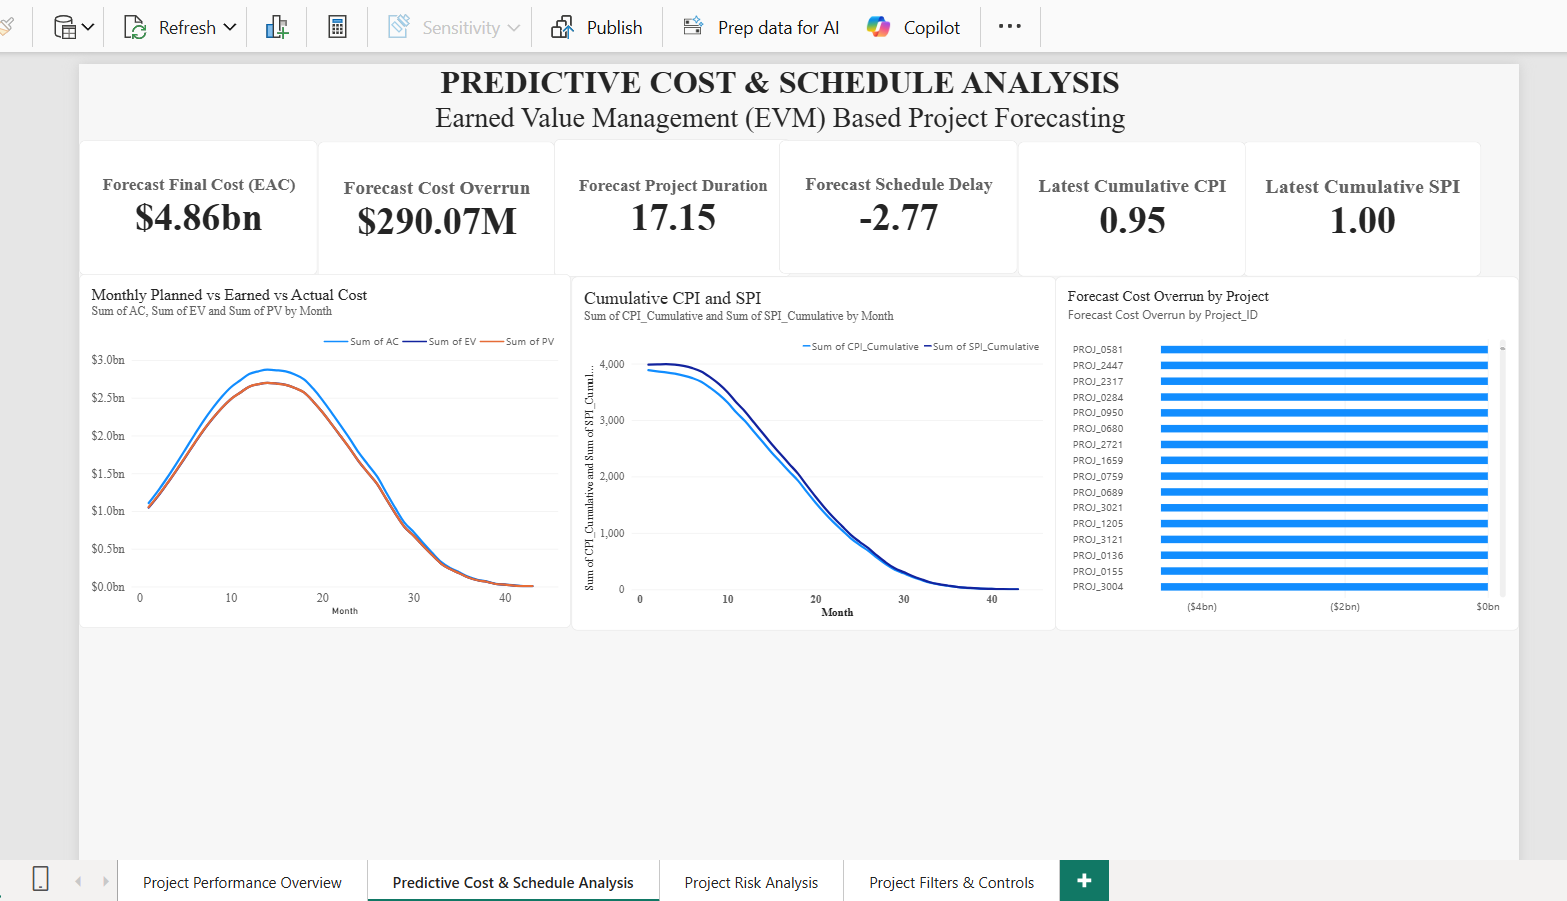 Refresh
Sensitivity
Publish
Prep data for AI
Copilot
PREDICTIVE COST & SCHEDULE ANALYSIS
Earned Value Management (EVM) Based Project Forecasting
Forecast Final Cost (EAC)
$4.86bn
Forecast Cost Overrun
$290.07M
Forecast Project Duration
17.15
Forecast Schedule Delay
-2.77
Latest Cumulative CPI
0.95
Latest Cumulative SPI
1.00
Monthly Planned vs Earned vs Actual Cost
Sum of AC, Sum of EV and Sum of PV by Month
Sum of AC Sum of EV Sum of PV
$3.0bn
$2.5bn
$2.0bn
$1.5bn
$1.0bn
$0.5bn
$0.0bn
0 10 20 30 40
Month
Cumulative CPI and SPI
Sum of CPI_Cumulative and Sum of SPI_Cumulative by Month
Sum of CPI_Cumulative Sum of SPI_Cumulative
Sum of CPI_Cumulative and Sum of SPI_Cumul...
4,000
3,000
2,000
1,000
0
0 10 20 30 40
Month
Forecast Cost Overrun by Project
Forecast Cost Overrun by Project_ID
PROJ_0581
PROJ_2447
PROJ_2317
PROJ_0284
PROJ_0950
PROJ_0680
PROJ_2721
PROJ_1659
PROJ_0759
PROJ_0689
PROJ_3021
PROJ_1205
PROJ_3121
PROJ_0136
PROJ_0155
PROJ_3004
($4bn) ($2bn) $0bn
Project Performance Overview
Predictive Cost & Schedule Analysis
Project Risk Analysis
Project Filters & Controls